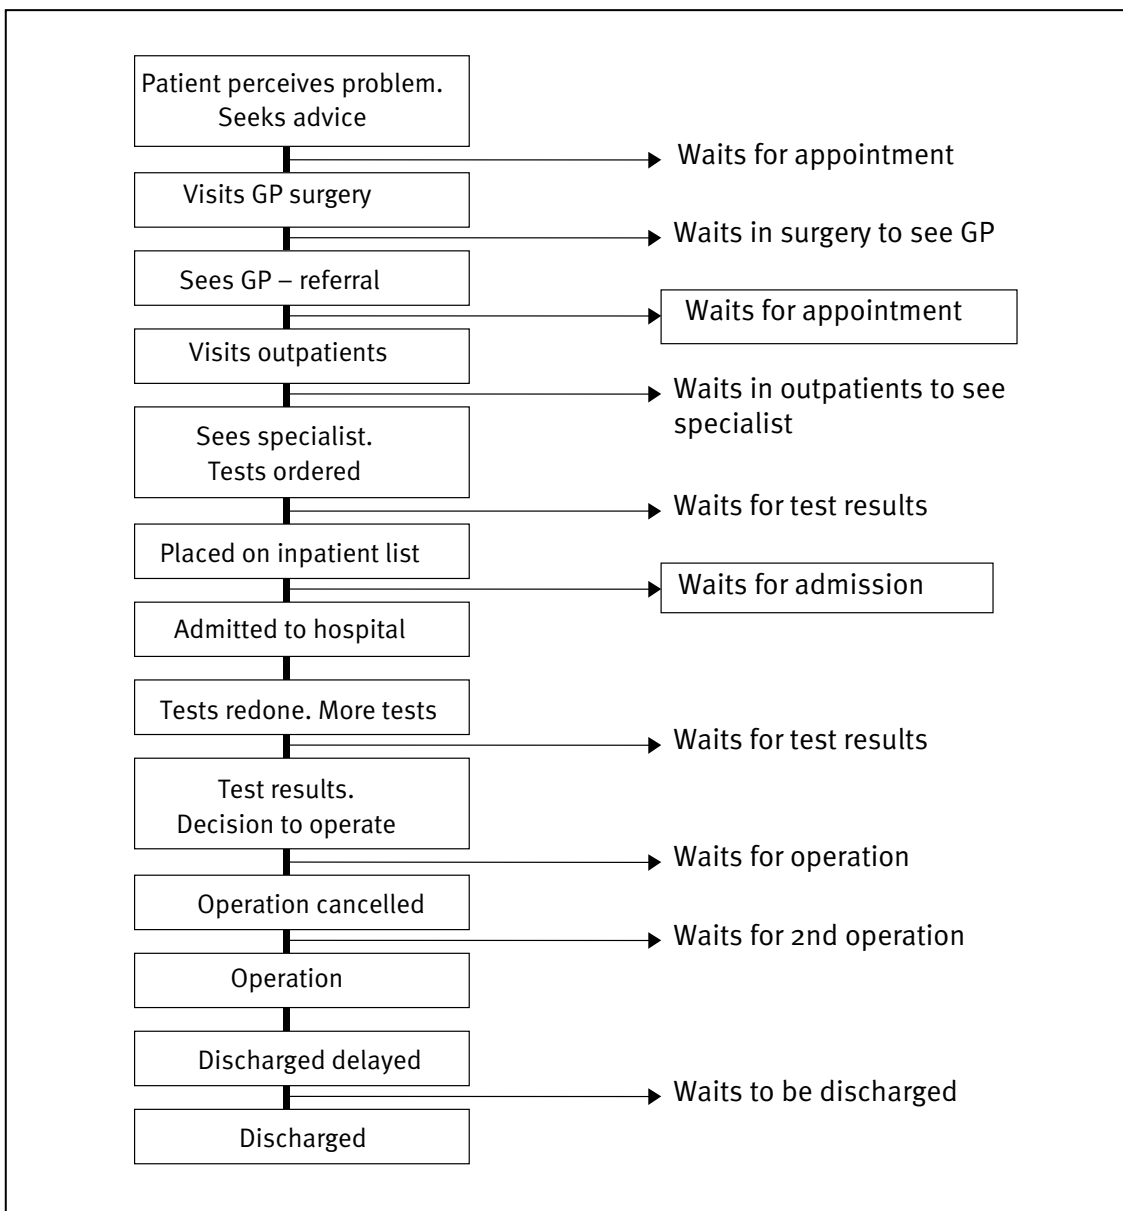 Patient perceives problem.
Seeks advice
Waits for appointment
Visits GP surgery
Waits in surgery to see GP
Sees GP – referral
Waits for appointment
Visits outpatients
Waits in outpatients to see
specialist
Sees specialist.
Tests ordered
Waits for test results
Placed on inpatient list
Waits for admission
Admitted to hospital
Tests redone. More tests
Waits for test results
Test results.
Decision to operate
Waits for operation
Operation cancelled
Waits for 2nd operation
Operation
Discharged delayed
Waits to be discharged
Discharged